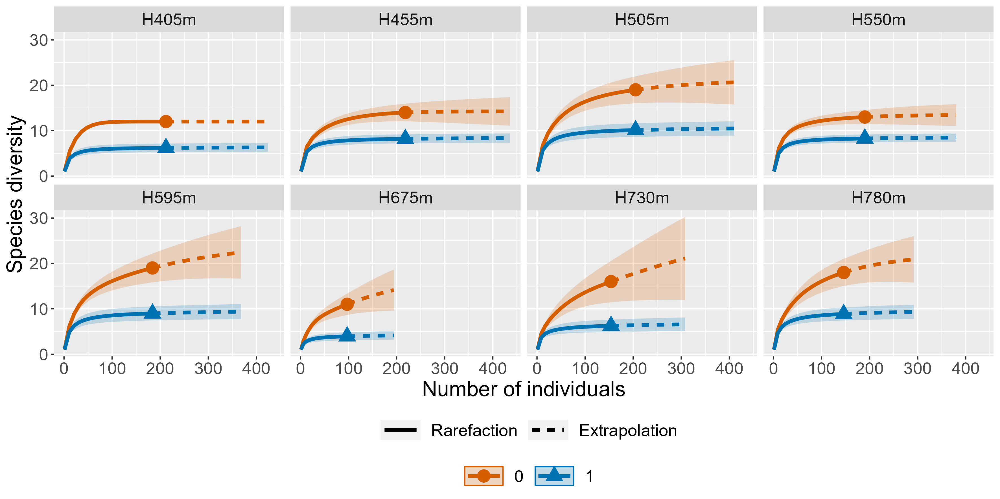 H405m H455m H505m H550m
30
20
10
0
Species diversity
H595m H675m H730m H780m
30
20
10
0
0 100 200 300 400 0 100 200 300 400 0 100 200 300 400 0 100 200 300 400
Number of individuals
Rarefaction Extrapolation
0 1